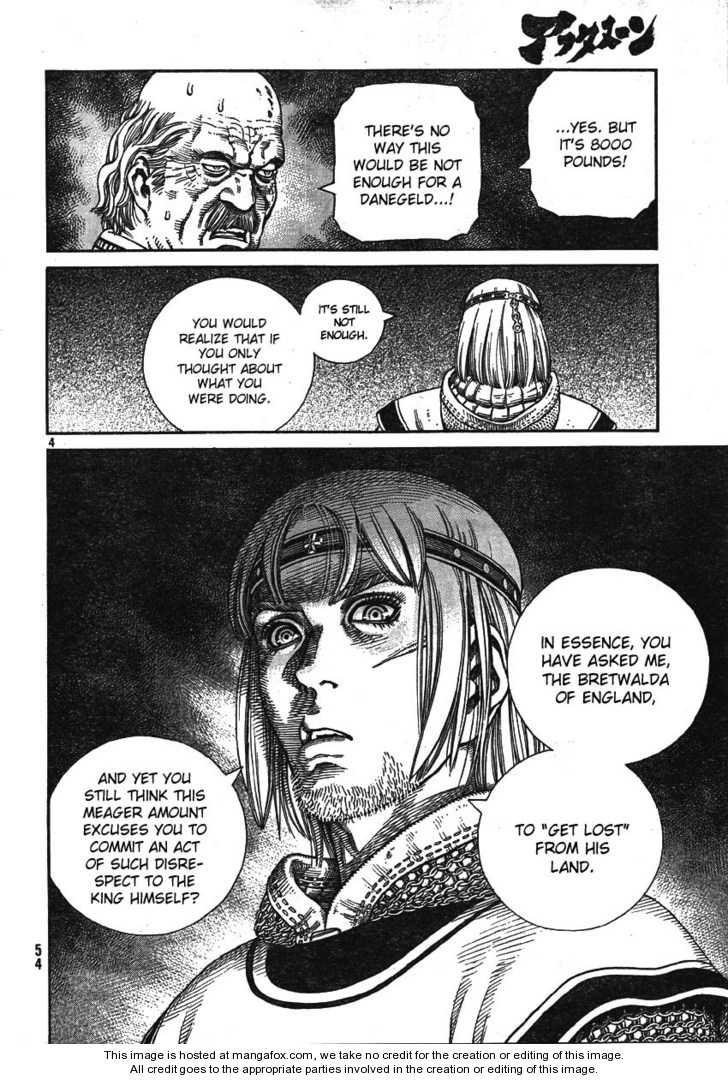 アフタヌーン
...YES. BUT
IT'S 8000
POUNDS!
THERE'S NO
WAY THIS
WOULD BE NOT
ENOUGH FOR A
DANEGELD...!
IT'S STILL
NOT
ENOUGH.
YOU WOULD
REALIZE THAT IF
YOU ONLY
THOUGHT ABOUT
WHAT YOU
WERE DOING.
4
IN ESSENCE, YOU
HAVE ASKED ME,
THE BRETWALDA
OF ENGLAND,
TO "GET LOST"
FROM HIS
LAND.
AND YET YOU
STILL THINK THIS
MEAGER AMOUNT
EXCUSES YOU TO
COMMIT AN ACT
OF SUCH DISRE-
SPECT TO THE
KING HIMSELF?
54
This image is hosted at mangafox.com, we take no credit for the creation or editing of this image.
All credit goes to the appropriate parties involved in the creation or editing of this image.